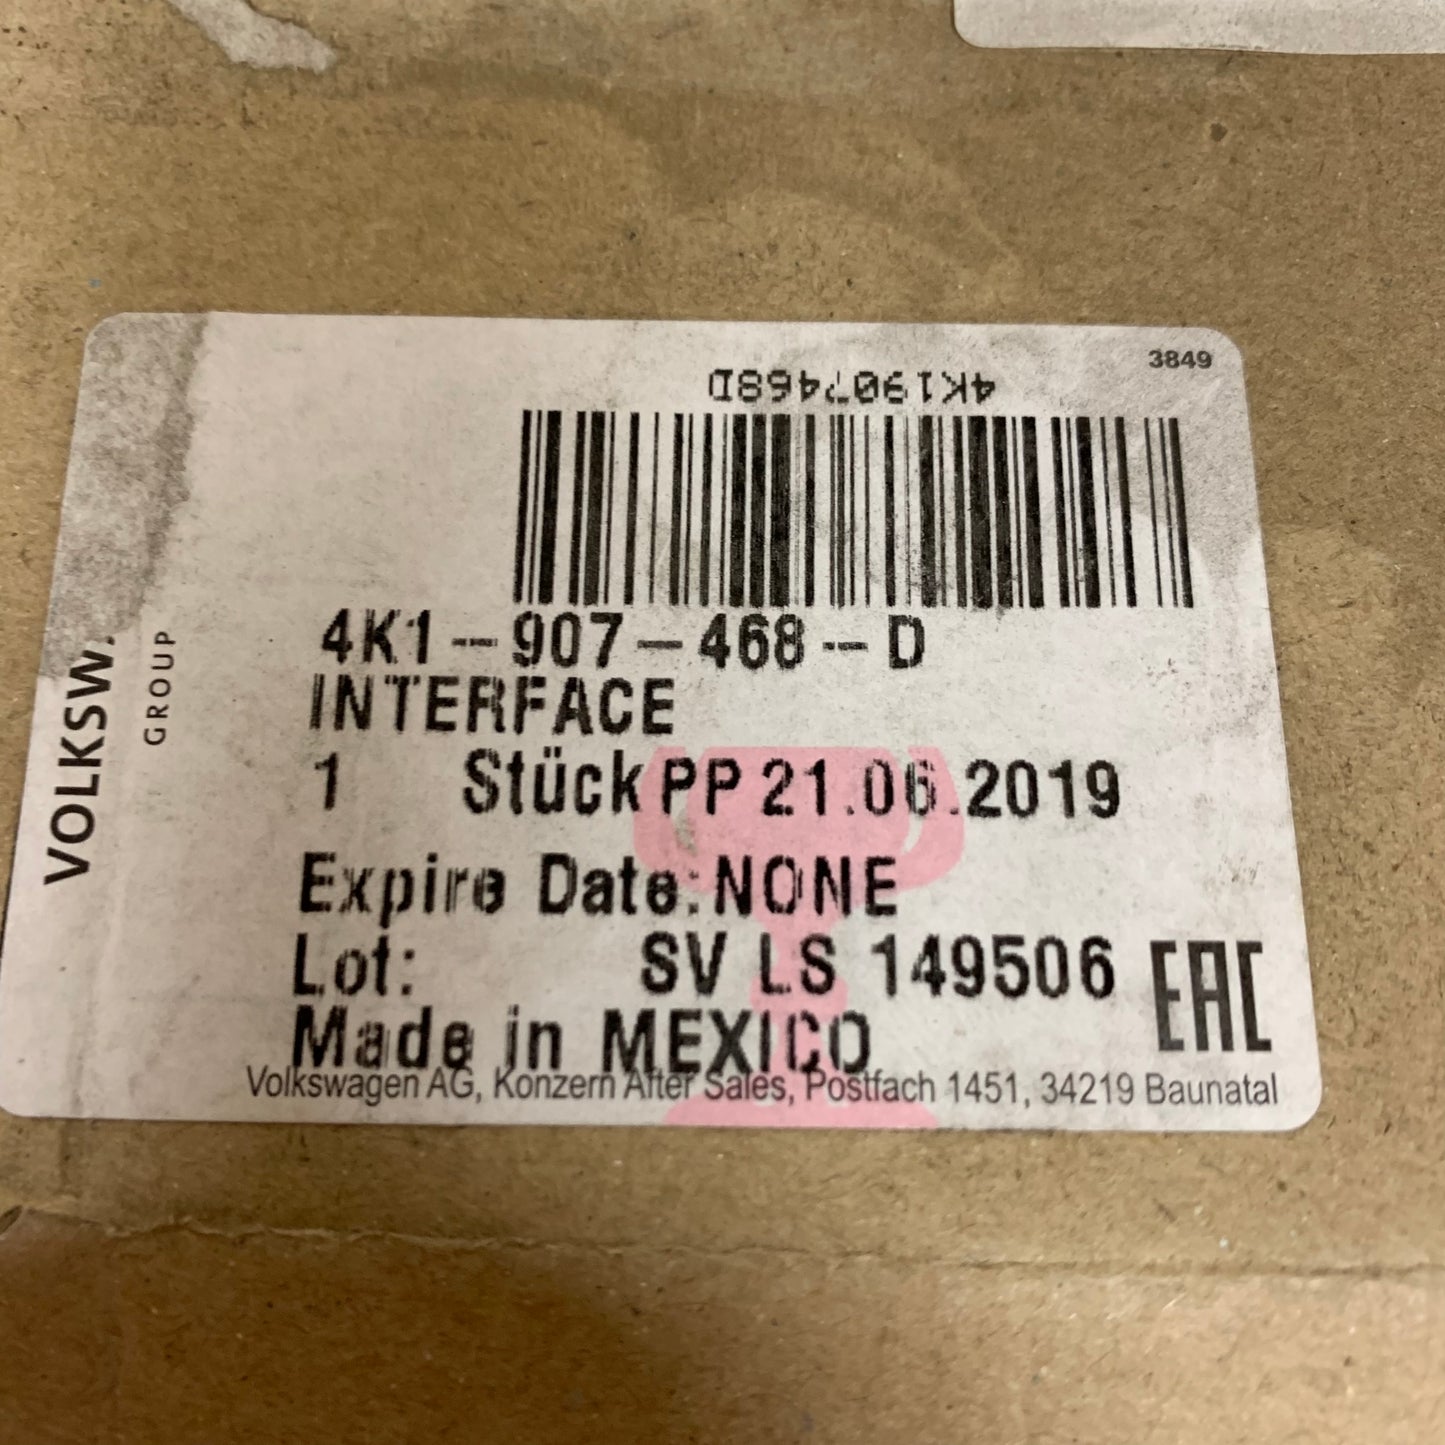 3849
4K1907468D
4K1-907-468-D
INTERFACE
1 Stück PP 21.06.2019
Expire Date:NONE
Lot: SV LS 149506
Made in MEXICO
EAC
Volkswagen AG, Konzern After Sales, Postfach 1451, 34219 Baunatal
VOLKSW
GROUP